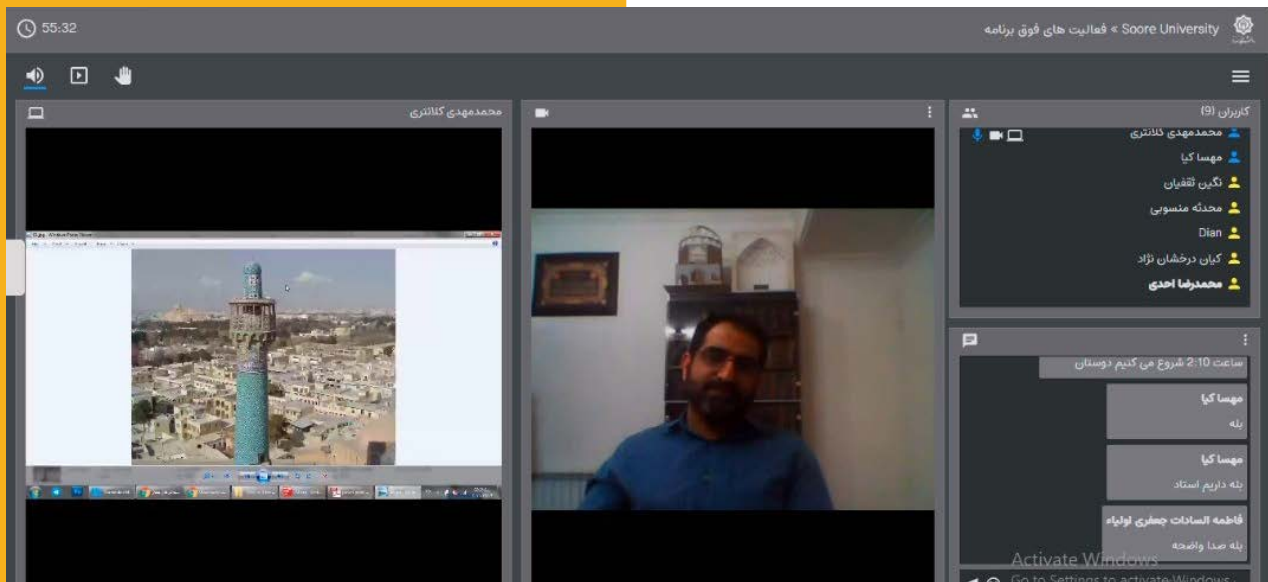 55:32
Soore University » فعالیت های فوق برنامه
محمدمهدی کلانتری
کاربران (9)
محمدمهدی کلانتری
مهسا کیا
نگین ثقفیان
محدثه منسوبی
Dian
کیان درخشان نژاد
محمدرضا احدی
ساعت 2:10 شروع می کنیم دوستان
مهسا کیا
بله
مهسا کیا
بله داریم استاد
فاطمه السادات جعفری اولیاء
بله صدا واضحه
Activate Windows
Go to Settings to activate Windows.